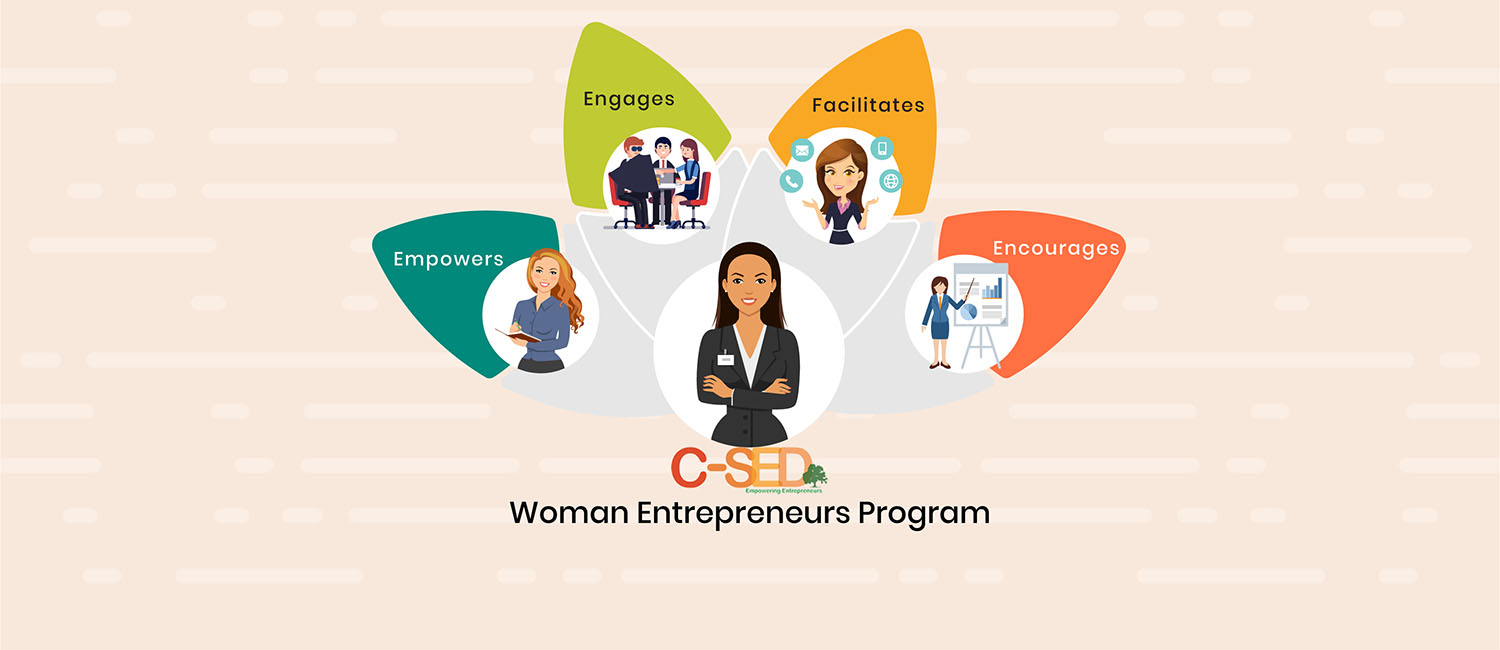 Engages
Facilitates
Empowers
Encourages
C-SED
Empowering Entrepreneurs
Woman Entrepreneurs Program